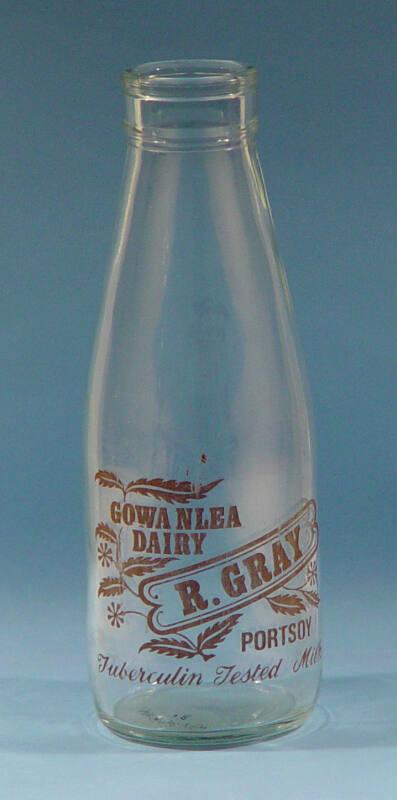 GOWANLEA
DAIRY
R. GRAY
PORTSOY
Tuberculin Tested Milk